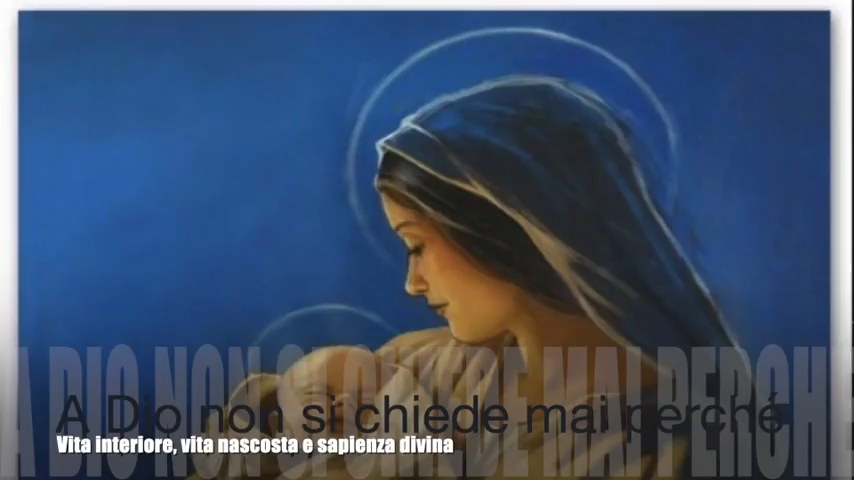 A DIO NON SI CHIEDE MAI PERCHÉ
A Dio non si chiede mai perché
Vita interiore, vita nascosta e sapienza divina